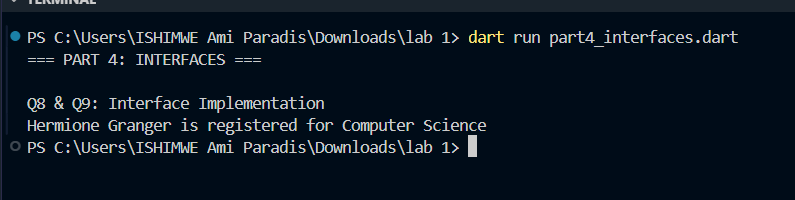 TERMINAL
PS C:\Users\ISHIMWE Ami Paradis\Downloads\lab 1> dart run part4_interfaces.dart
=== PART 4: INTERFACES ===
Q8 & Q9: Interface Implementation
Hermione Granger is registered for Computer Science
PS C:\Users\ISHIMWE Ami Paradis\Downloads\lab 1>